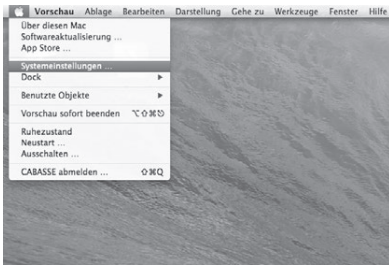 Vorschau Ablage Bearbeiten Darstellung Gehe zu Werkzeuge Fenster Hilfe
Über diesen Mac
Softwareaktualisierung ...
App Store ...
Systemeinstellungen ...
Dock ▶
Benutzte Objekte ▶
Vorschau sofort beenden ⌥⇧⌘⎋
Ruhezustand
Neustart ...
Ausschalten ...
CABASSE abmelden ... ⇧⌘Q